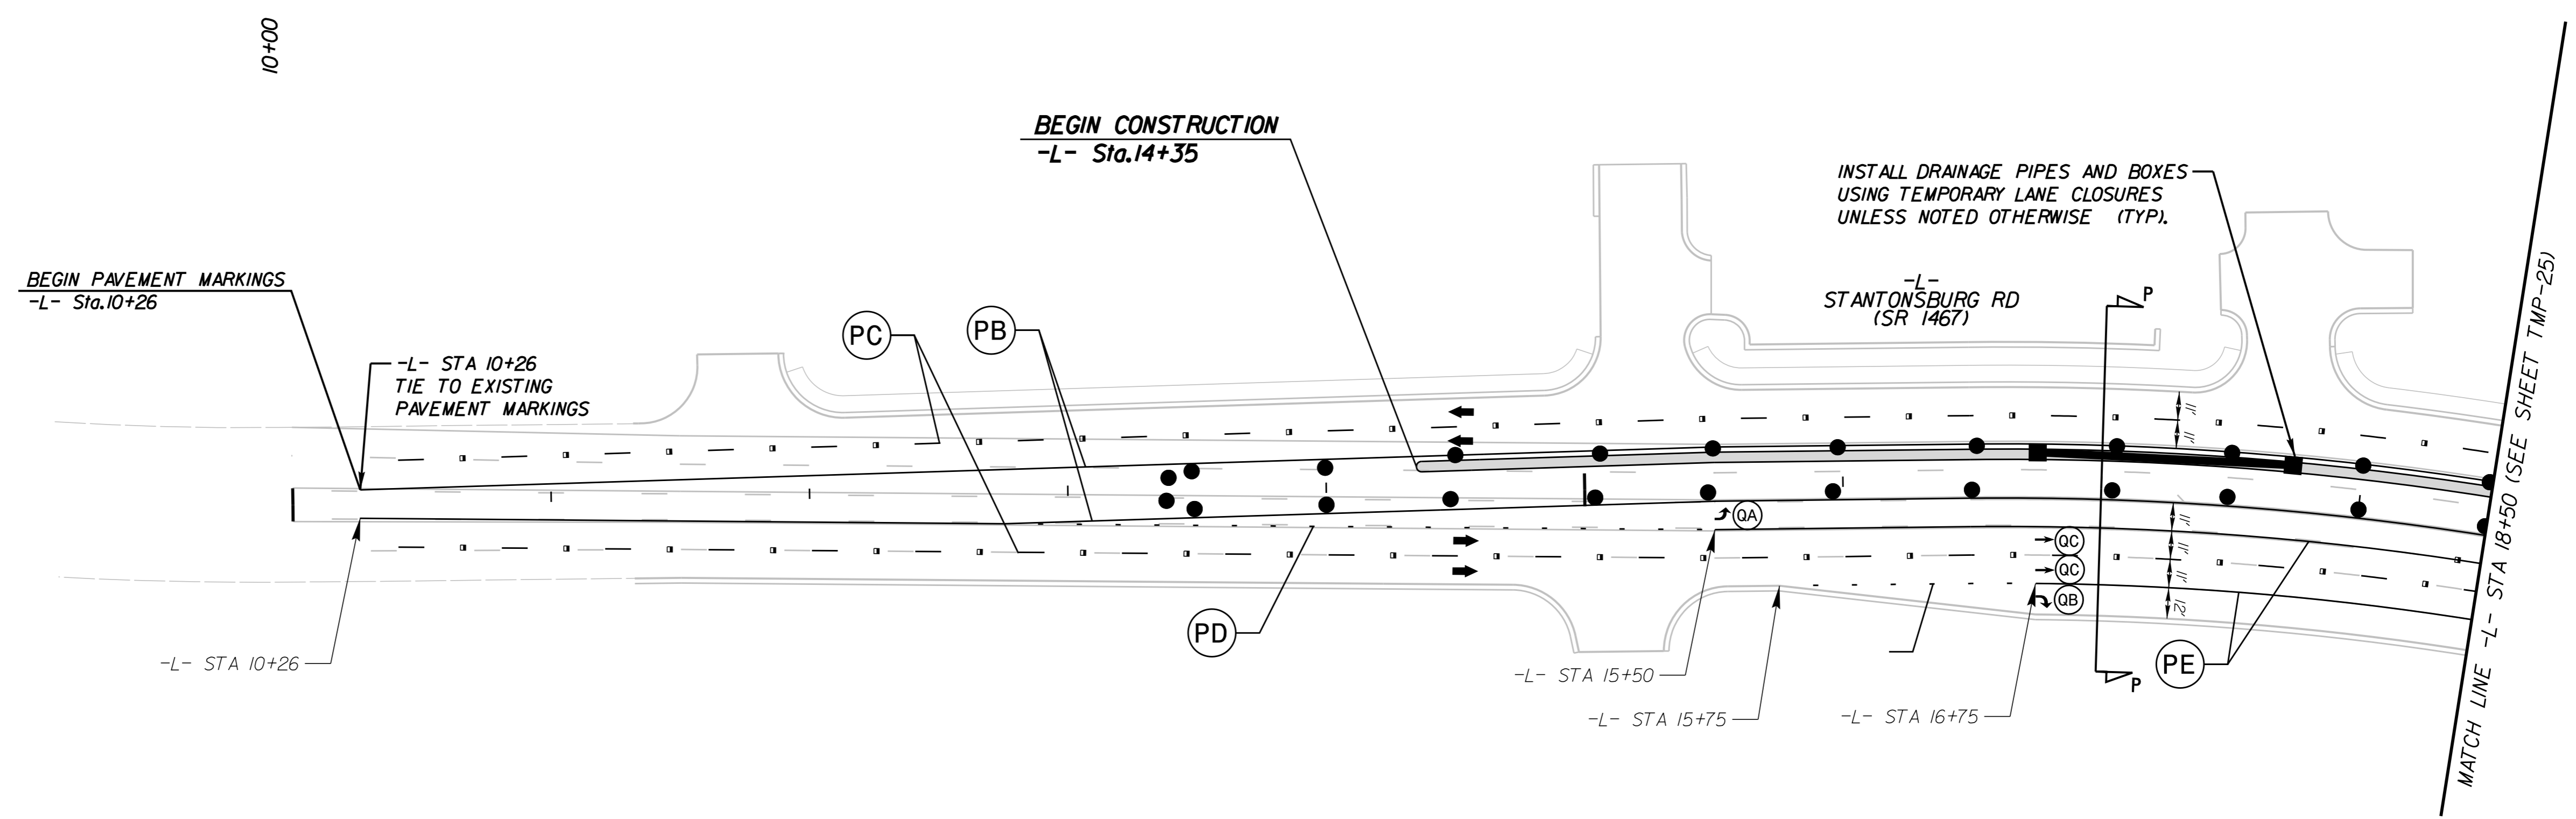 10+00
BEGIN CONSTRUCTION
-L- Sta.14+35
INSTALL DRAINAGE PIPES AND BOXES
USING TEMPORARY LANE CLOSURES
UNLESS NOTED OTHERWISE (TYP).
BEGIN PAVEMENT MARKINGS
-L- Sta.10+26
-L-
STANTONSBURG RD
(SR 1467)
P
PC
PB
-L- STA 10+26
TIE TO EXISTING
PAVEMENT MARKINGS
11'
11'
QA
11'
QC
11'
QC
11'
QB
12'
PD
-L- STA 10+26
-L- STA 15+50
PE
P
-L- STA 15+75
-L- STA 16+75
MATCH LINE -L- STA 18+50 (SEE SHEET TMP-25)